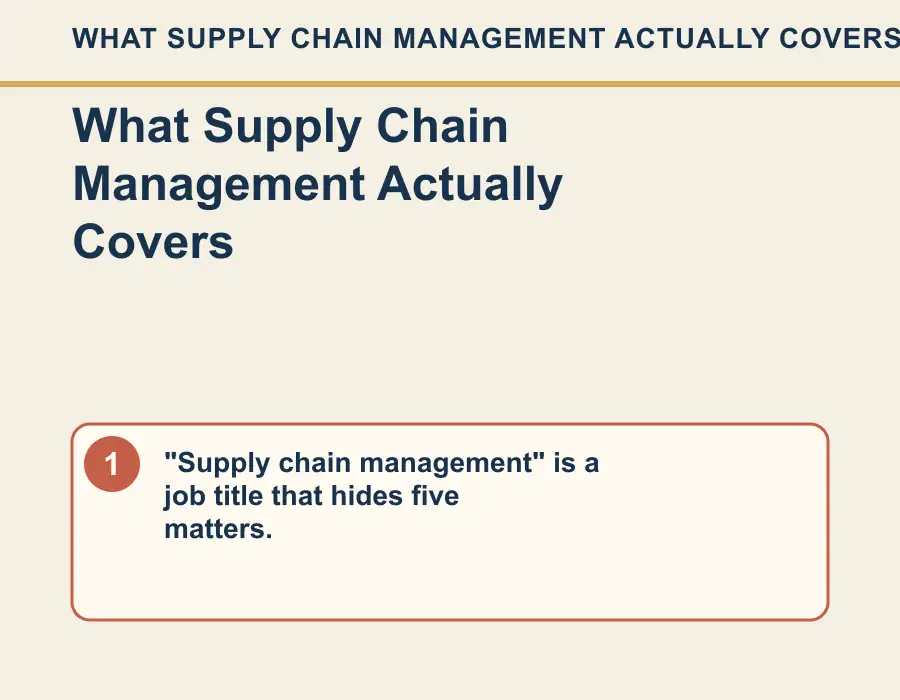 WHAT SUPPLY CHAIN MANAGEMENT ACTUALLY COVERS
What Supply Chain
Management Actually
Covers
1
"Supply chain management" is a
job title that hides five
matters.